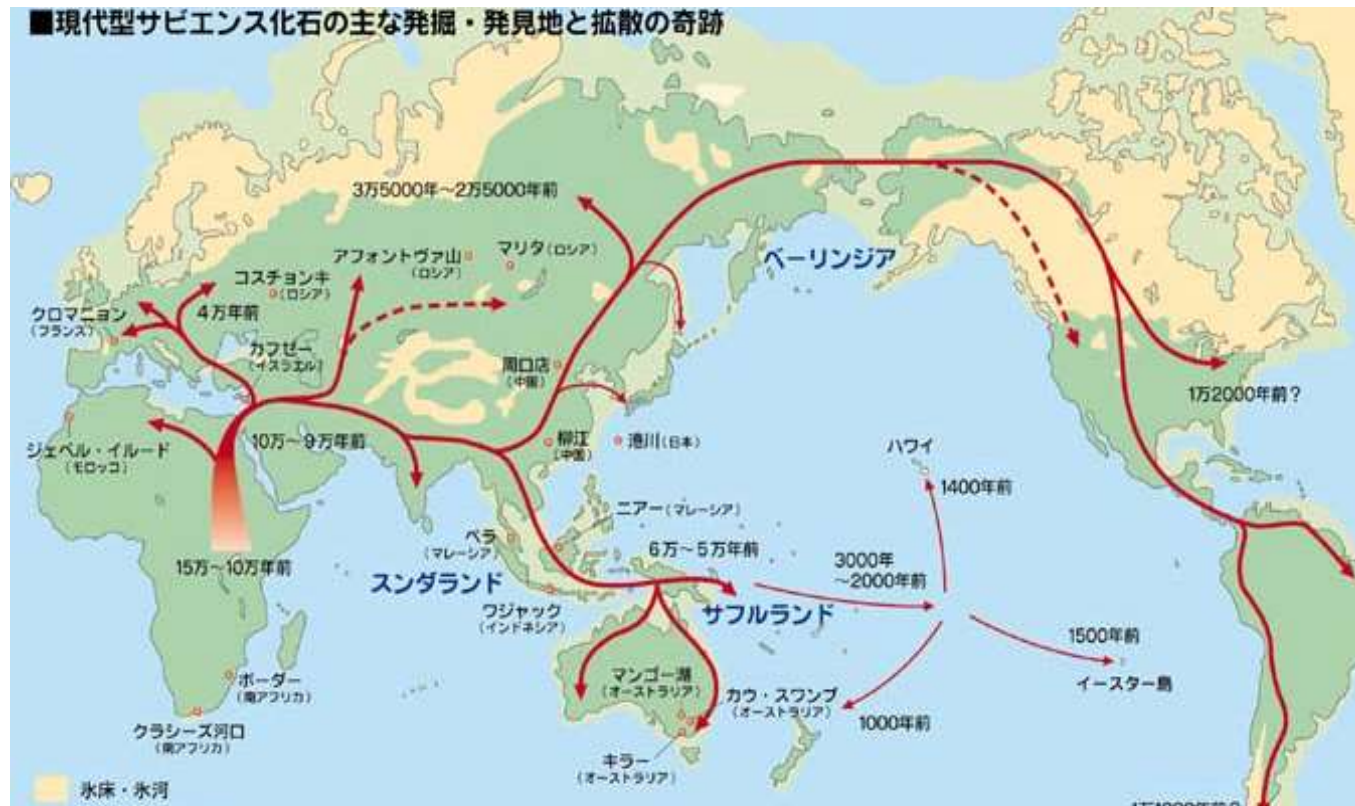 ■現代型サピエンス化石の主な発掘・発見地と拡散の奇跡
3万5000年～2万5000年前
アフォントヴァ山
(ロシア)
マリタ(ロシア)
ベーリンジア
コスチョンキ
(ロシア)
クロマニョン
(フランス)
4万年前
カフゼー
(イスラエル)
周口店
(中国)
1万2000年前?
ジェベル・イルード
(モロッコ)
10万～9万年前
柳江
(中国)
港川(日本)
ハワイ
1400年前
ニアー(マレーシア)
ペラ
(マレーシア)
6万～5万年前
15万～10万年前
3000年
～2000年前
スンダランド
サフルランド
ワジャック
(インドネシア)
1500年前
イースター島
ボーダー
(南アフリカ)
マンゴー湖
(オーストラリア)
カウ・スワンプ
(オーストラリア)
1000年前
クラシーズ河口
(南アフリカ)
キラー
(オーストラリア)
氷床・氷河